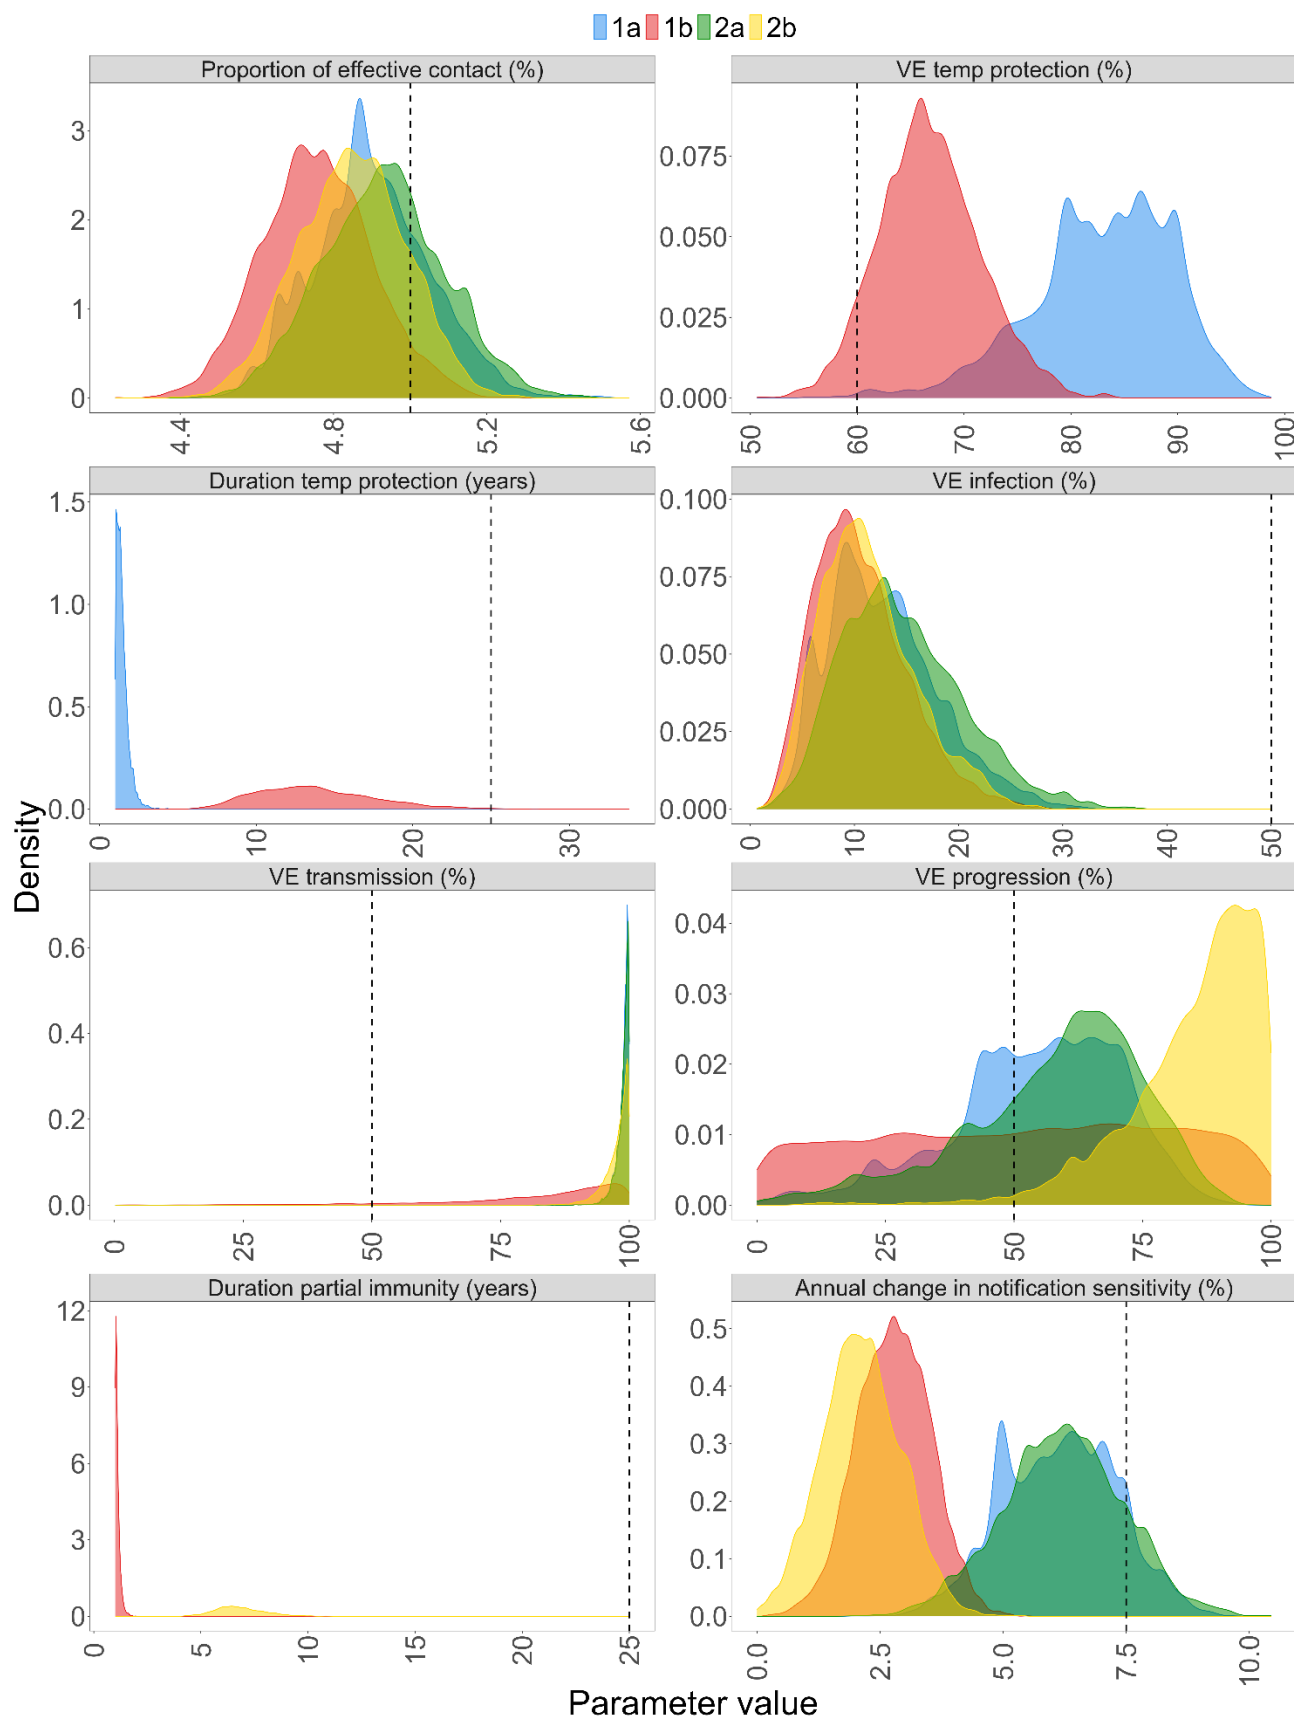 1a 1b 2a 2b
Proportion of effective contact (%)
3
2
1
0
4.4 4.8 5.2 5.6
VE temp protection (%)
0.075
0.050
0.025
0.000
50 60 70 80 90 100
Duration temp protection (years)
1.5
1.0
0.5
0.0
0 10 20 30
VE infection (%)
0.100
0.075
0.050
0.025
0.000
10 20 30 40 50
Density
VE transmission (%)
0.6
0.4
0.2
0.0
0 25 50 75 100
VE progression (%)
0.04
0.03
0.02
0.01
0.00
0 25 50 75 100
Duration partial immunity (years)
12
9
6
3
0
0 5 10 15 20 25
Annual change in notification sensitivity (%)
0.5
0.4
0.3
0.2
0.1
0.0
0.0 2.5 5.0 7.5 10.0
Parameter value